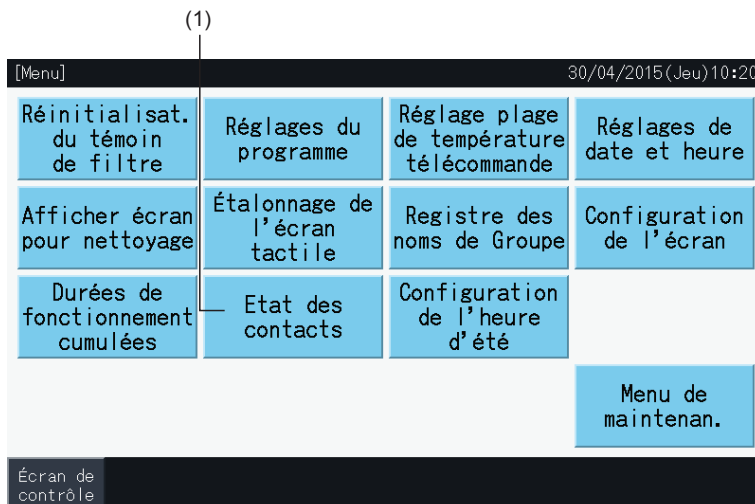 (1)
[Menu] 30/04/2015(Jeu)10:20
Réinitialisat.
du témoin
de filtre
Réglages du
programme
Réglage plage
de température
télécommande
Réglages de
date et heure
Afficher écran
pour nettoyage
Étalonnage de
l'écran
tactile
Registre des
noms de Groupe
Configuration
de l'écran
Durées de
fonctionnement
cumulées
Etat des
contacts
Configuration
de l'heure
d'été
Menu de
maintenan.
Écran de
contrôle